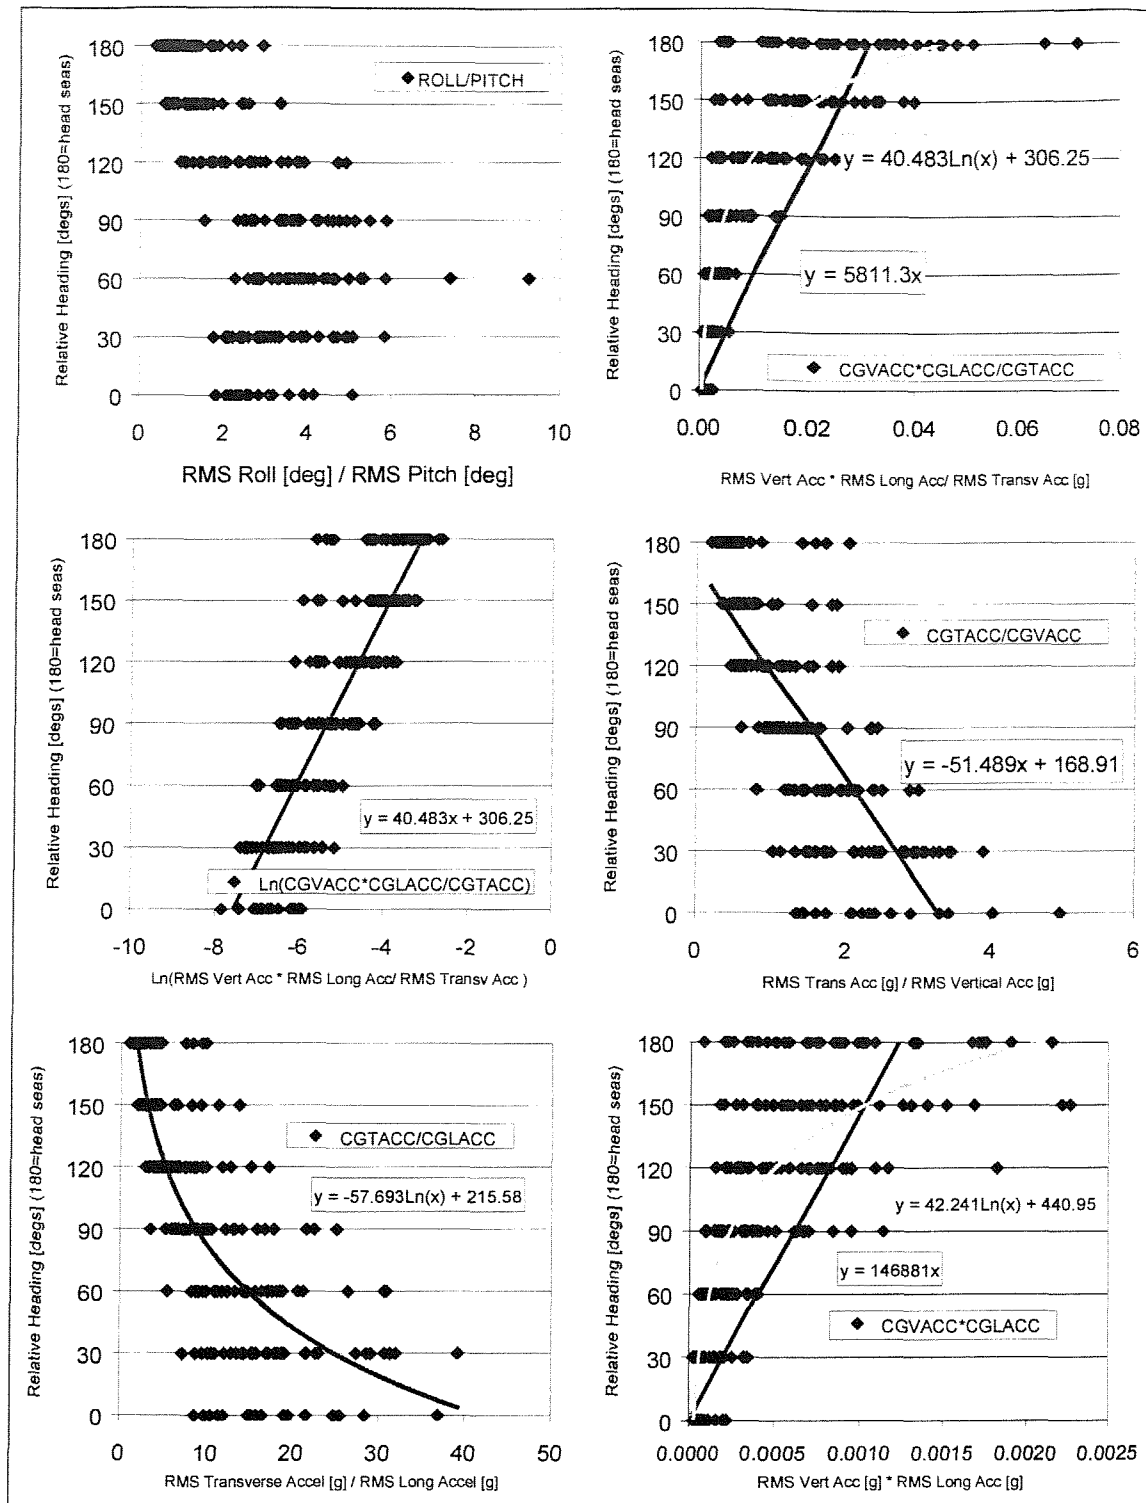 Relative Heading [degs] (180=head seas)
180
150
120
90
60
30
0
ROLL/PITCH
0 2 4 6 8 10
RMS Roll [deg] / RMS Pitch [deg]
Relative Heading [degs] (180=head seas)
180
150
120
90
60
30
0
y = 40.483Ln(x) + 306.25
y = 5811.3x
CGVACC*CGLACC/CGTACC
0.00 0.02 0.04 0.06 0.08
RMS Vert Acc * RMS Long Acc/ RMS Transv Acc [g]
Relative Heading [degs] (180=head seas)
180
150
120
90
60
30
0
y = 40.483x + 306.25
Ln(CGVACC*CGLACC/CGTACC)
-10 -8 -6 -4 -2 0
Ln(RMS Vert Acc * RMS Long Acc/ RMS Transv Acc )
Relative Heading [degs] (180=head seas)
180
150
120
90
60
30
0
CGTACC/CGVACC
y = -51.489x + 168.91
0 2 4 6
RMS Trans Acc [g] / RMS Vertical Acc [g]
Relative Heading [degs] (180=head seas)
180
150
120
90
60
30
0
CGTACC/CGLACC
y = -57.693Ln(x) + 215.58
0 10 20 30 40 50
RMS Transverse Accel [g] / RMS Long Accel [g]
Relative Heading [degs] (180=head seas)
180
150
120
90
60
30
0
y = 42.241Ln(x) + 440.95
y = 146881x
CGVACC*CGLACC
0.0000 0.0005 0.0010 0.0015 0.0020 0.0025
RMS Vert Acc [g] * RMS Long Acc [g]